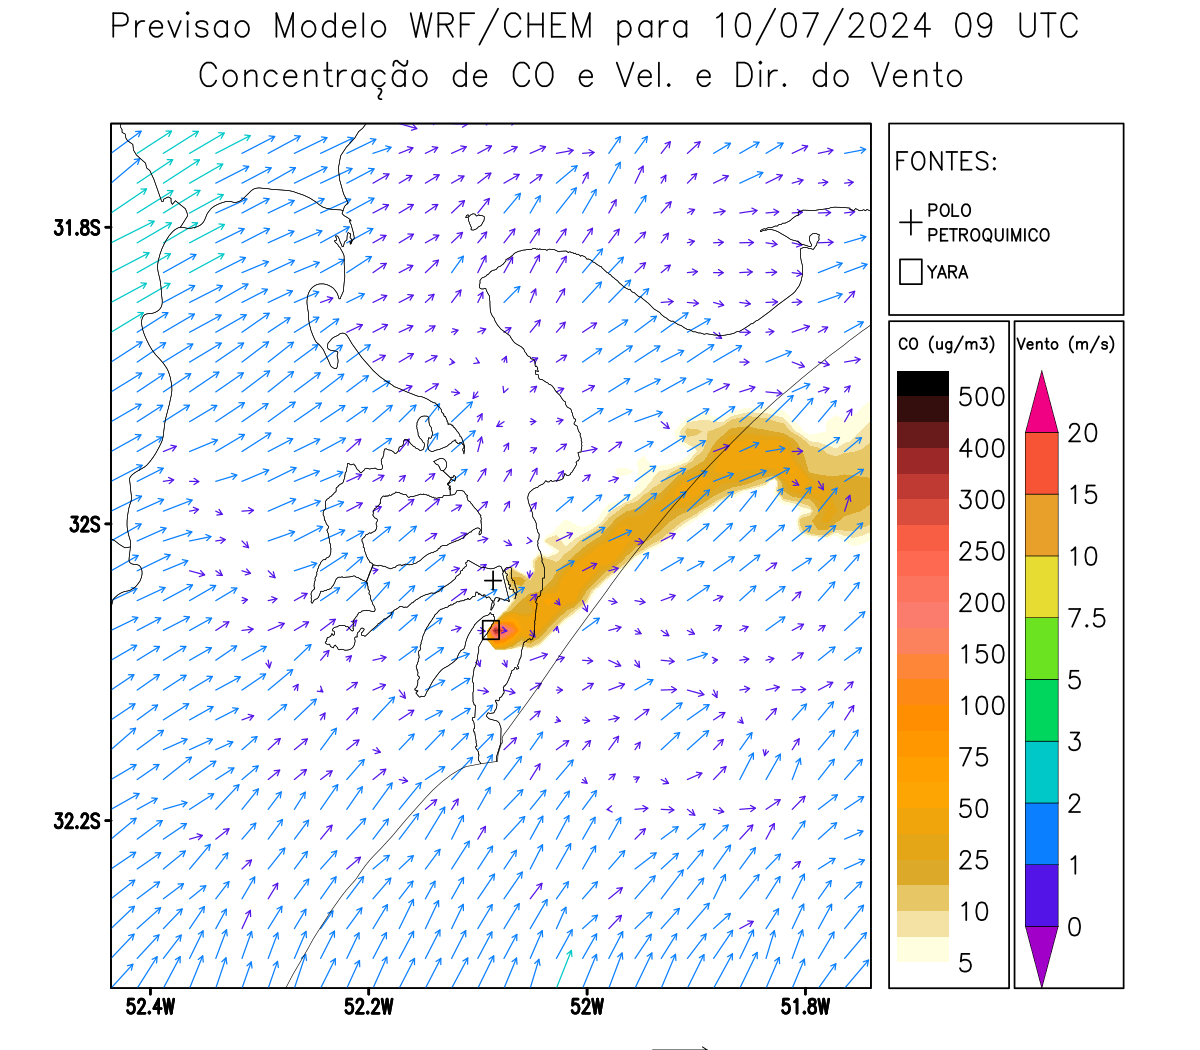 Previsao Modelo WRF/CHEM para 10/07/2024 09 UTC
Concentração de CO e Vel. e Dir. do Vento
FONTES:
POLO
PETROQUIMICO
YARA
CO (ug/m3)
500
400
300
250
200
150
100
75
50
25
10
5
Vento (m/s)
20
15
10
7.5
5
3
2
1
0
31.8S
32S
32.2S
52.4W
52.2W
52W
51.8W